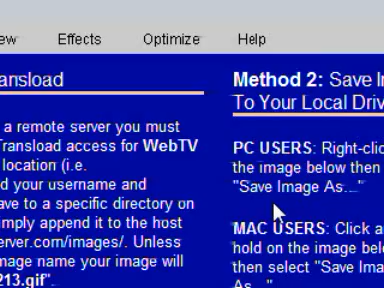 ew Effects Optimize Help
ansload
a remote server you must
Transload access for WebTV
location (i.e.
d your username and
ave to a specific directory on
imply append it to the host
erver.com/images/. Unless
mage name your image will
213.gif".
Method 2: Save I
To Your Local Driv
PC USERS: Right-clic
the image below then
"Save Image As..."
MAC USERS: Click a
hold on the image bel
then select "Save Ima
As..."